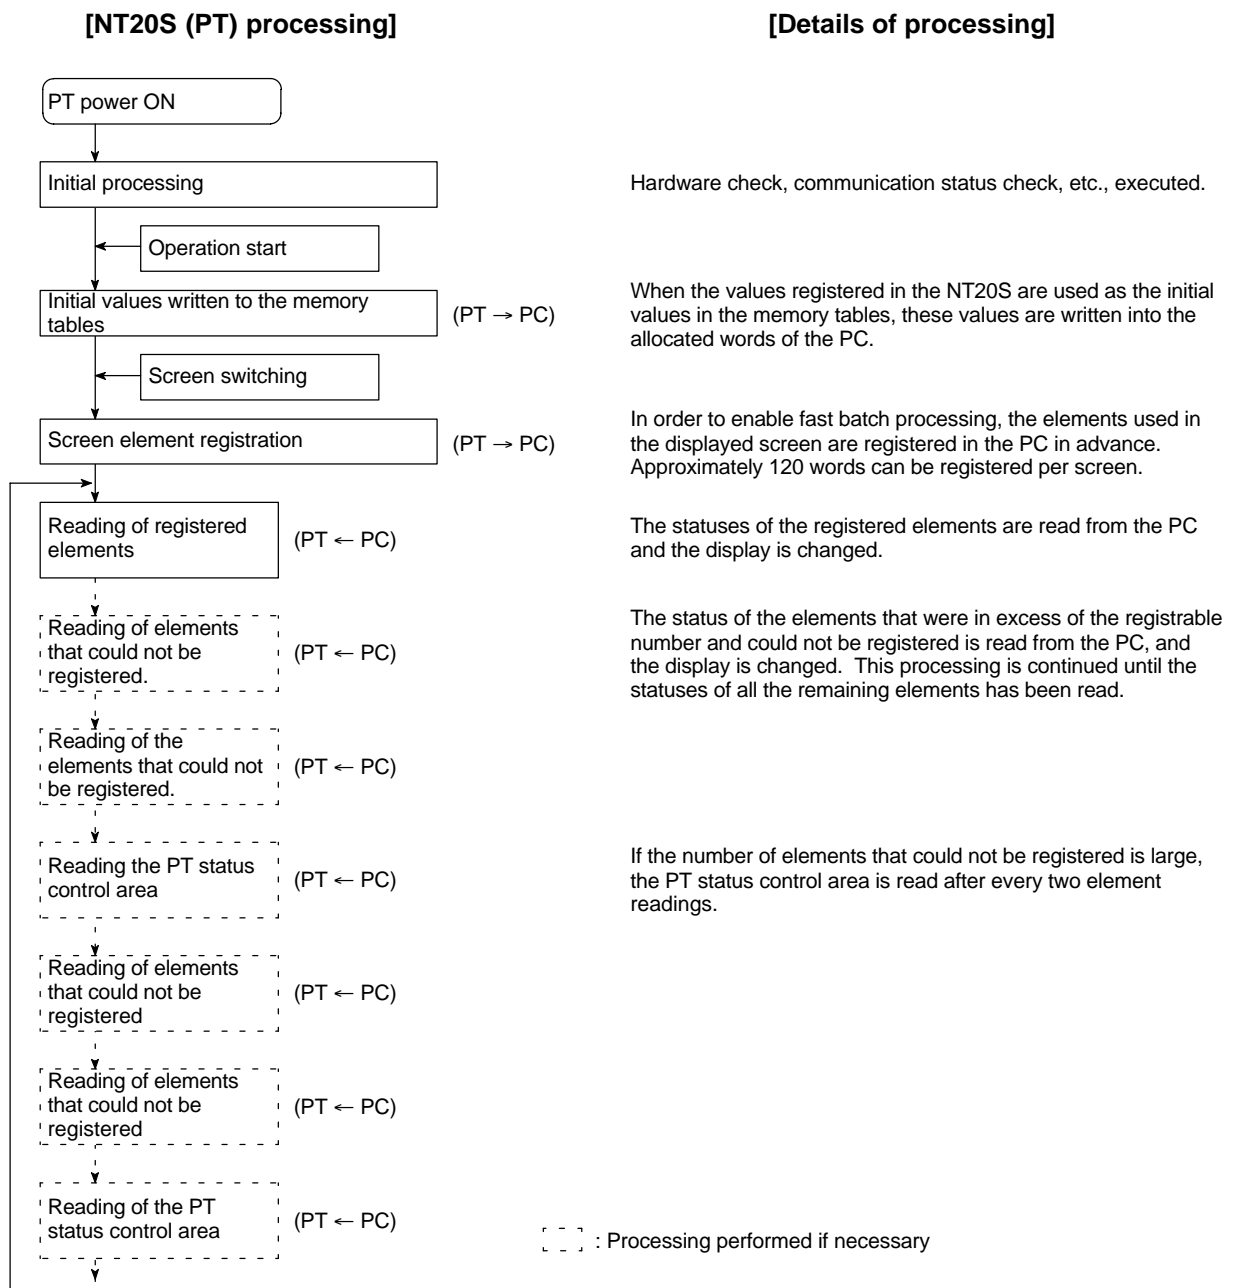 [NT20S (PT) processing]
[Details of processing]
PT power ON
Initial processing
Hardware check, communication status check, etc., executed.
Operation start
Initial values written to the memory
tables
(PT → PC)
When the values registered in the NT20S are used as the initial
values in the memory tables, these values are written into the
allocated words of the PC.
Screen switching
Screen element registration
(PT → PC)
In order to enable fast batch processing, the elements used in
the displayed screen are registered in the PC in advance.
Approximately 120 words can be registered per screen.
Reading of registered
elements
(PT ← PC)
The statuses of the registered elements are read from the PC
and the display is changed.
Reading of elements
that could not be
registered.
(PT ← PC)
The status of the elements that were in excess of the registrable
number and could not be registered is read from the PC, and
the display is changed.  This processing is continued until the
statuses of all the remaining elements has been read.
Reading of the
elements that could not
be registered.
(PT ← PC)
Reading the PT status
control area
(PT ← PC)
If the number of elements that could not be registered is large,
the PT status control area is read after every two element
readings.
Reading of elements
that could not be
registered
(PT ← PC)
Reading of elements
that could not be
registered
(PT ← PC)
Reading of the PT
status control area
(PT ← PC)
: Processing performed if necessary